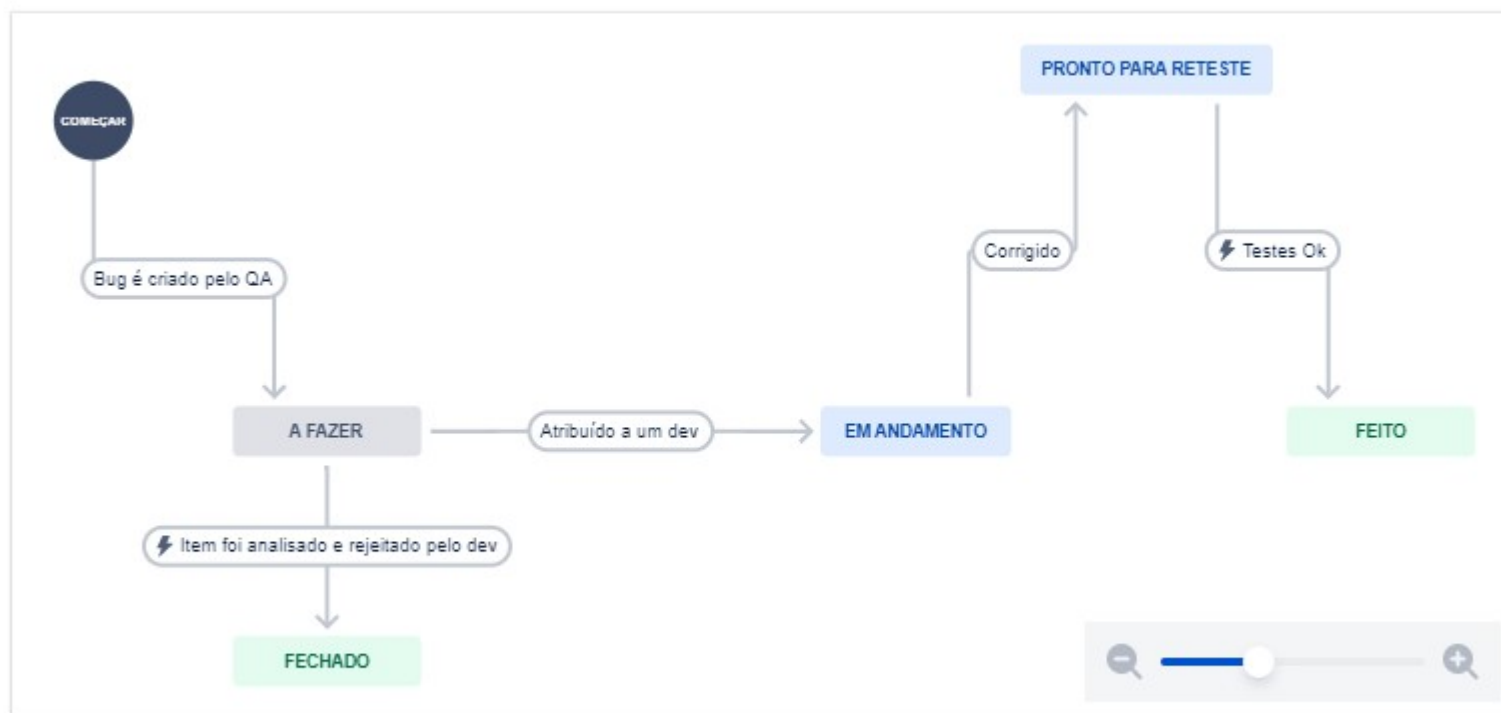 COMEÇAR
PRONTO PARA RETESTE
Bug é criado pelo QA
Corrigido
Testes Ok
A FAZER
Atribuído a um dev
EM ANDAMENTO
FEITO
Item foi analisado e rejeitado pelo dev
FECHADO